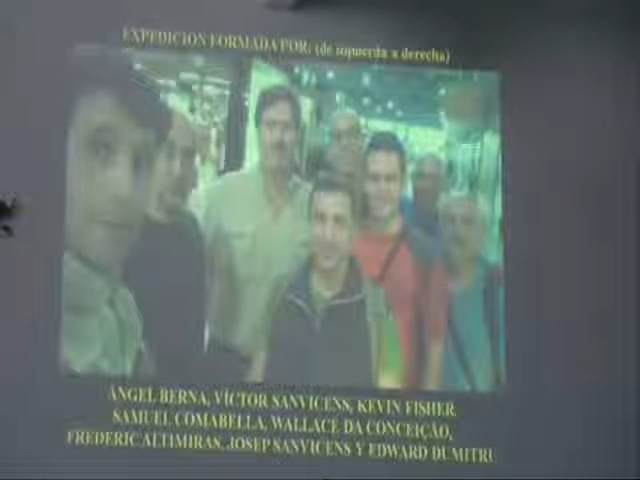 EXPEDICION FORMADA POR: (de izquierda a derecha)
ANGEL BERNA, VICTOR SANVICENS, KEVIN FISHER,
SAMUEL COMABELLA, WALLACE DA CONCEIÇÃO,
FREDERIC ALTIMIRAS, JOSEP SANVICENS Y EDWARD DUMITRU